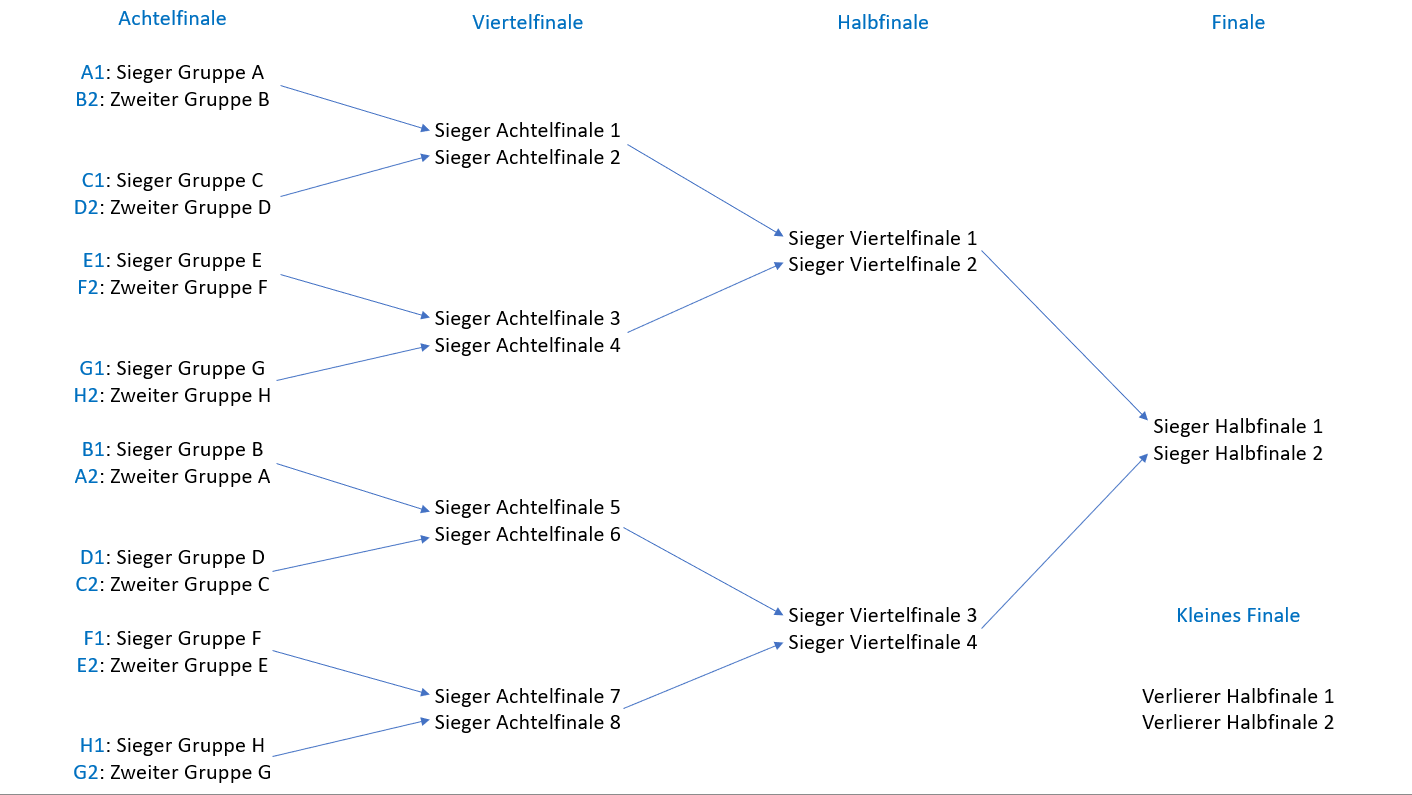 Achtelfinale
A1: Sieger Gruppe A
B2: Zweiter Gruppe B
C1: Sieger Gruppe C
D2: Zweiter Gruppe D
E1: Sieger Gruppe E
F2: Zweiter Gruppe F
G1: Sieger Gruppe G
H2: Zweiter Gruppe H
B1: Sieger Gruppe B
A2: Zweiter Gruppe A
D1: Sieger Gruppe D
C2: Zweiter Gruppe C
F1: Sieger Gruppe F
E2: Zweiter Gruppe E
H1: Sieger Gruppe H
G2: Zweiter Gruppe G
Viertelfinale
Sieger Achtelfinale 1
Sieger Achtelfinale 2
Sieger Achtelfinale 3
Sieger Achtelfinale 4
Sieger Achtelfinale 5
Sieger Achtelfinale 6
Sieger Achtelfinale 7
Sieger Achtelfinale 8
Halbfinale
Sieger Viertelfinale 1
Sieger Viertelfinale 2
Sieger Viertelfinale 3
Sieger Viertelfinale 4
Finale
Sieger Halbfinale 1
Sieger Halbfinale 2
Kleines Finale
Verlierer Halbfinale 1
Verlierer Halbfinale 2